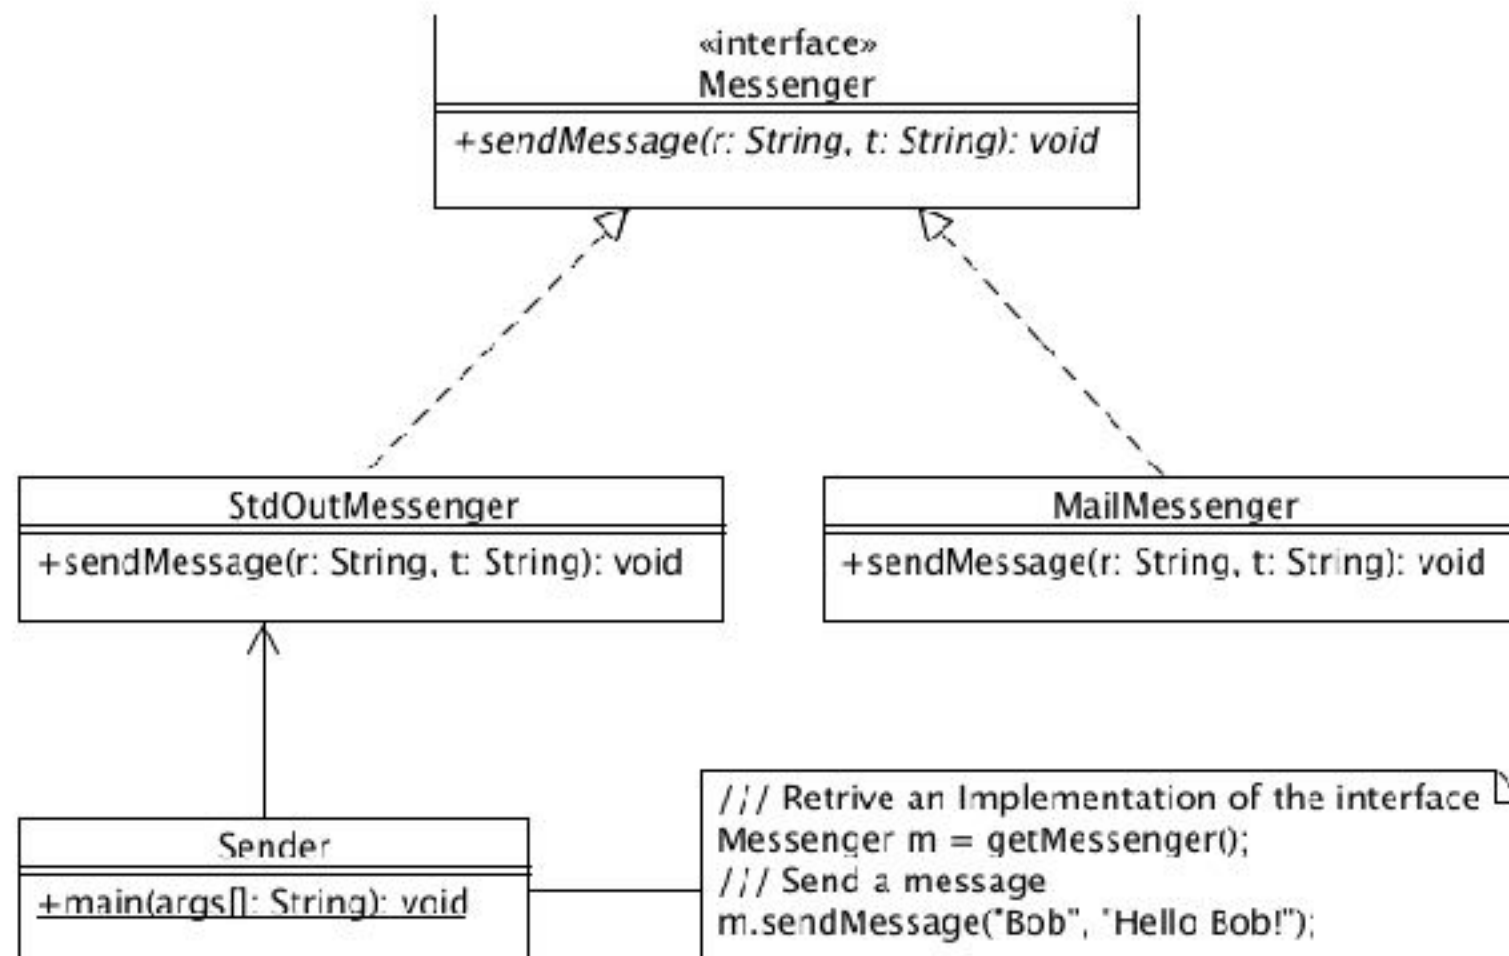 «interface»
Messenger
+sendMessage(r: String, t: String): void
StdOutMessenger
+sendMessage(r: String, t: String): void
MailMessenger
+sendMessage(r: String, t: String): void
Sender
+main(args[]: String): void
/// Retrive an Implementation of the interface
Messenger m = getMessenger();
/// Send a message
m.sendMessage("Bob", "Hello Bob!");